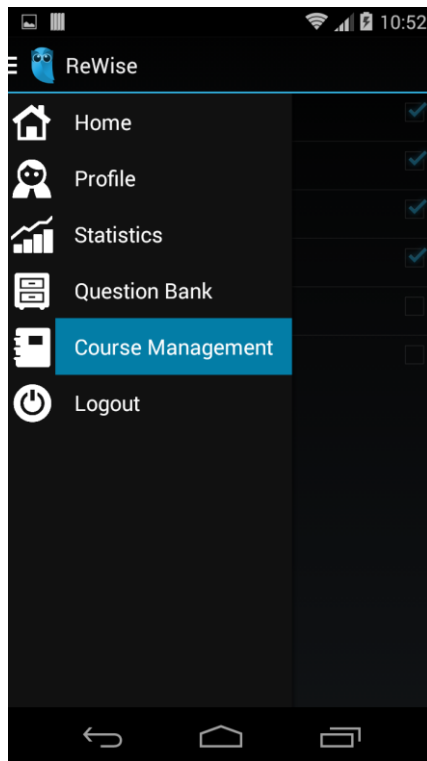 10:52
ReWise
Home
Profile
Statistics
Question Bank
Course Management
Logout